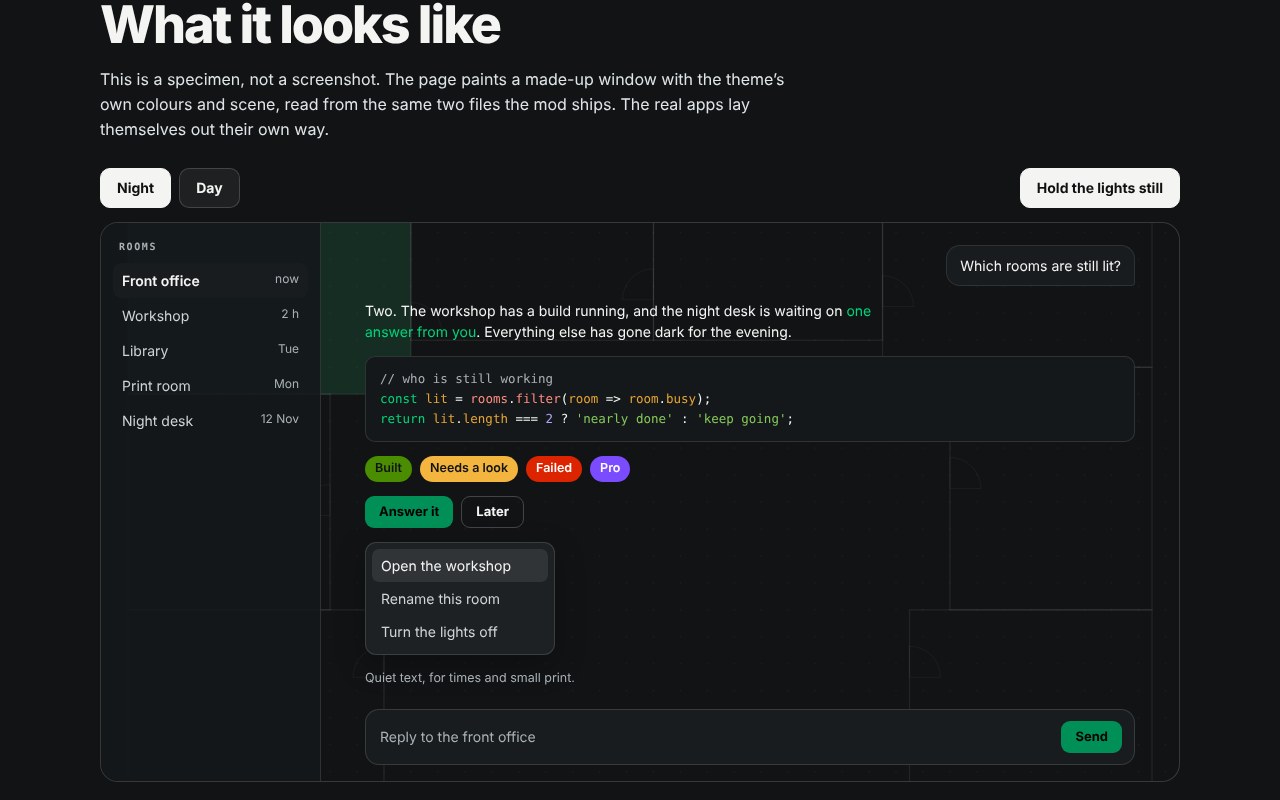 What it looks like
This is a specimen, not a screenshot. The page paints a made-up window with the theme’s
own colours and scene, read from the same two files the mod ships. The real apps lay
themselves out their own way.
Night
Day
Hold the lights still
ROOMS
Front office now
Workshop 2 h
Library Tue
Print room Mon
Night desk 12 Nov
Which rooms are still lit?
Two. The workshop has a build running, and the night desk is waiting on one
answer from you. Everything else has gone dark for the evening.
// who is still working
const lit = rooms.filter(room => room.busy);
return lit.length === 2 ? 'nearly done' : 'keep going';
Built
Needs a look
Failed
Pro
Answer it
Later
Open the workshop
Rename this room
Turn the lights off
Quiet text, for times and small print.
Reply to the front office
Send